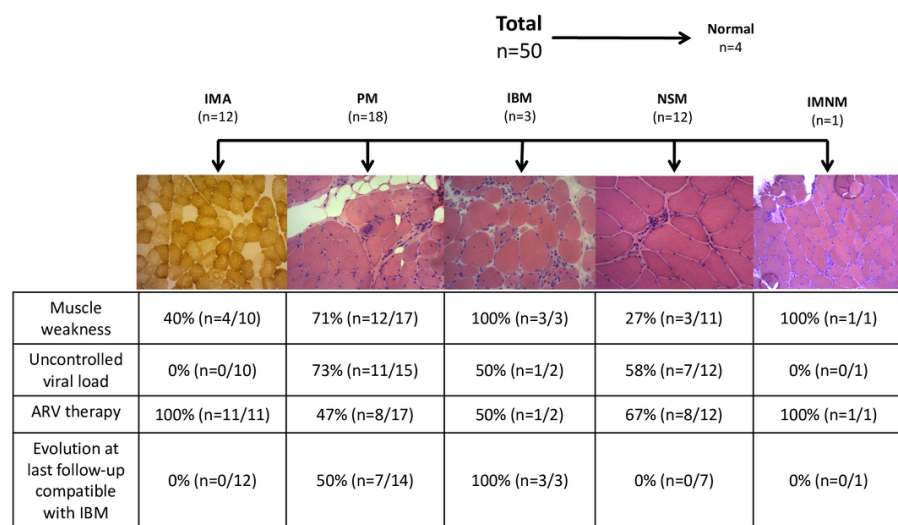 Total
n=50
Normal
n=4
IMA
(n=12)
PM
(n=18)
IBM
(n=3)
NSM
(n=12)
IMNM
(n=1)
Muscle
weakness
40% (n=4/10)
71% (n=12/17)
100% (n=3/3)
27% (n=3/11)
100% (n=1/1)
Uncontrolled
viral load
0% (n=0/10)
73% (n=11/15)
50% (n=1/2)
58% (n=7/12)
0% (n=0/1)
ARV therapy
100% (n=11/11)
47% (n=8/17)
50% (n=1/2)
67% (n=8/12)
100% (n=1/1)
Evolution at
last follow-up
compatible
with IBM
0% (n=0/12)
50% (n=7/14)
100% (n=3/3)
0% (n=0/7)
0% (n=0/1)